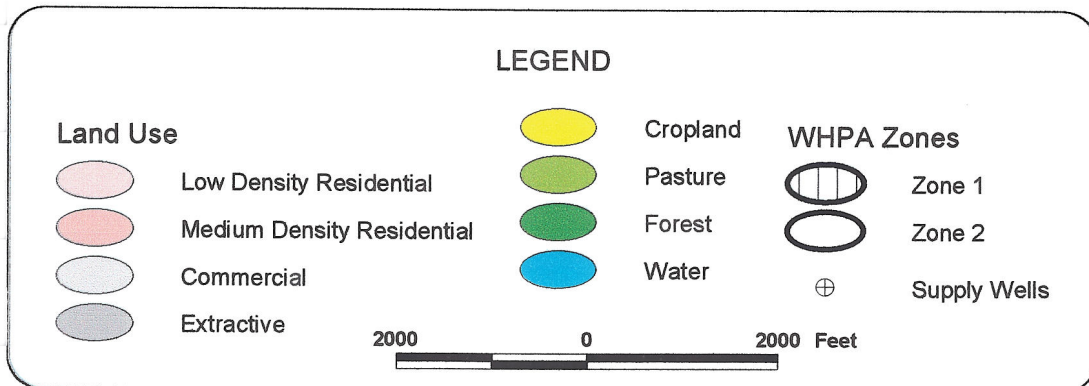 LEGEND
Land Use
Low Density Residential
Medium Density Residential
Commercial
Extractive
Cropland
Pasture
Forest
Water
WHPA Zones
Zone 1
Zone 2
Supply Wells
2000 0 2000 Feet